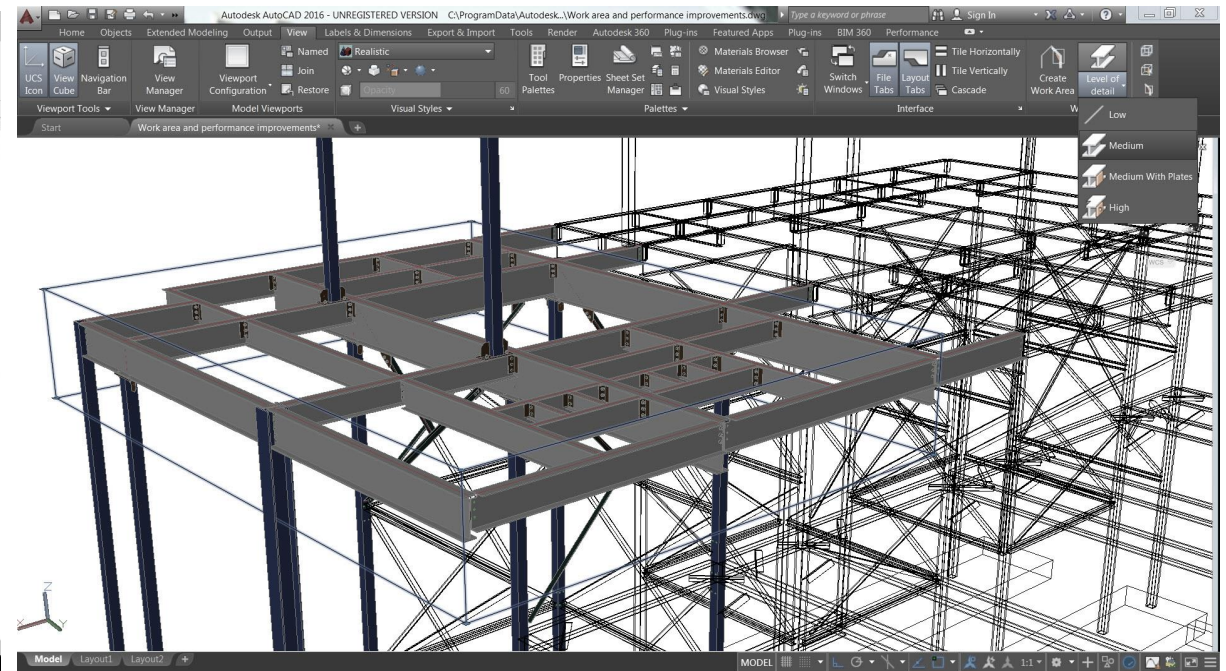 Autodesk AutoCAD 2016 - UNREGISTERED VERSION C:\ProgramData\Autodesk...\Work area and performance improvements.dwg Type a keyword or phrase Sign In
Home Objects Extended Modeling Output View Labels & Dimensions Export & Import Tools Render Autodesk 360 Plug-ins Featured Apps Plug-ins BIM 360 Performance
UCS Icon
View Cube
Navigation Bar
View Manager
Viewport Configuration
Named
Join
Restore
Realistic
Opacity 60
Tool Palettes
Properties
Sheet Set Manager
Materials Browser
Materials Editor
Visual Styles
Switch Windows
File Tabs
Layout Tabs
Tile Horizontally
Tile Vertically
Cascade
Create Work Area
Level of detail
Viewport Tools View Manager Model Viewports Visual Styles Palettes Interface W
Low
Medium
Medium With Plates
High
Start Work area and performance improvements*
WCS
Z
X Y
Model Layout1 Layout2 MODEL 1:1